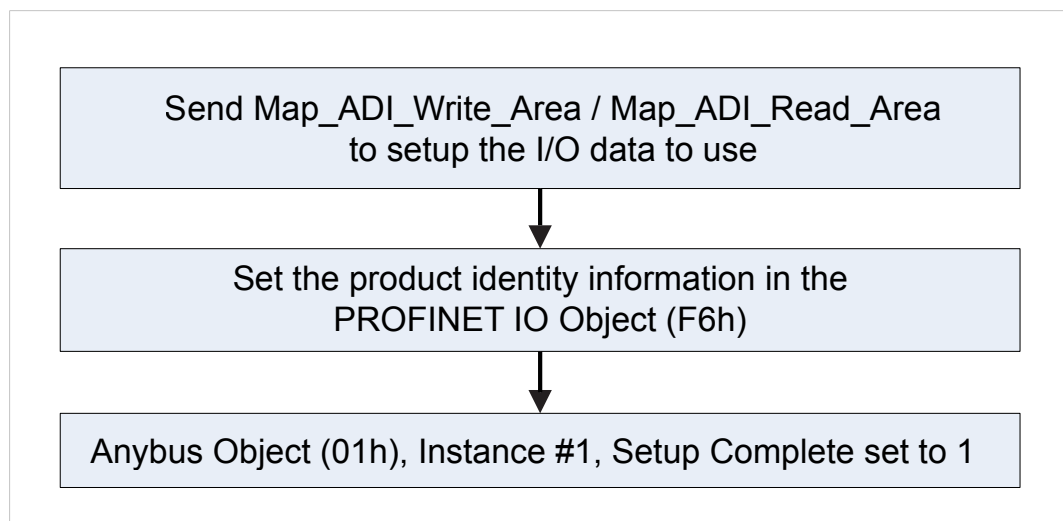 Send Map_ADI_Write_Area / Map_ADI_Read_Area
to setup the I/O data to use
Set the product identity information in the
PROFINET IO Object (F6h)
Anybus Object (01h), Instance #1, Setup Complete set to 1